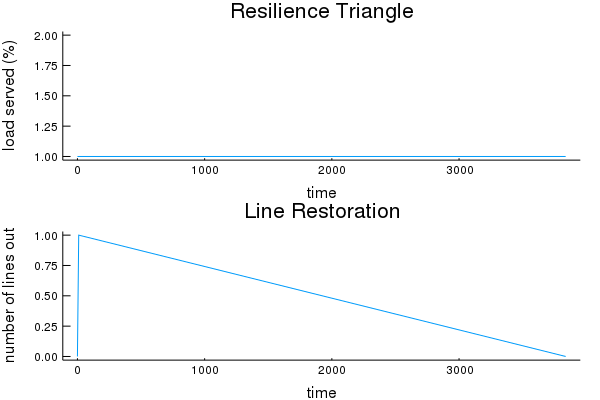 Resilience Triangle
load served (%)
2.00
1.75
1.50
1.25
1.00
0 1000 2000 3000
time
Line Restoration
number of lines out
1.00
0.75
0.50
0.25
0.00
0 1000 2000 3000
time